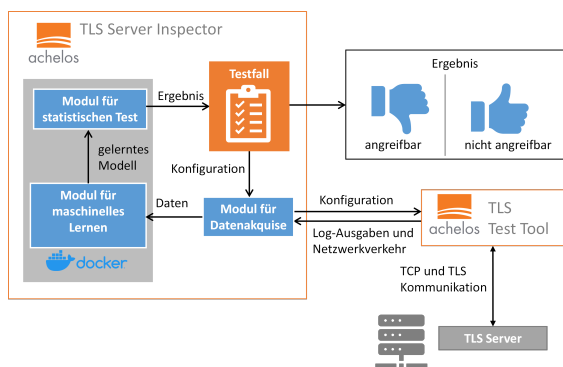 TLS Server Inspector
achelos
Modul für
statistischen Test
Ergebnis
Testfall
Ergebnis
angreifbar
nicht angreifbar
gelerntes
Modell
Konfiguration
Modul für
maschinelles
Lernen
Daten
Modul für
Datenakquise
Konfiguration
Log-Ausgaben und
Netzwerkverkehr
achelos
TLS
Test Tool
docker
TCP und TLS
Kommunikation
TLS Server